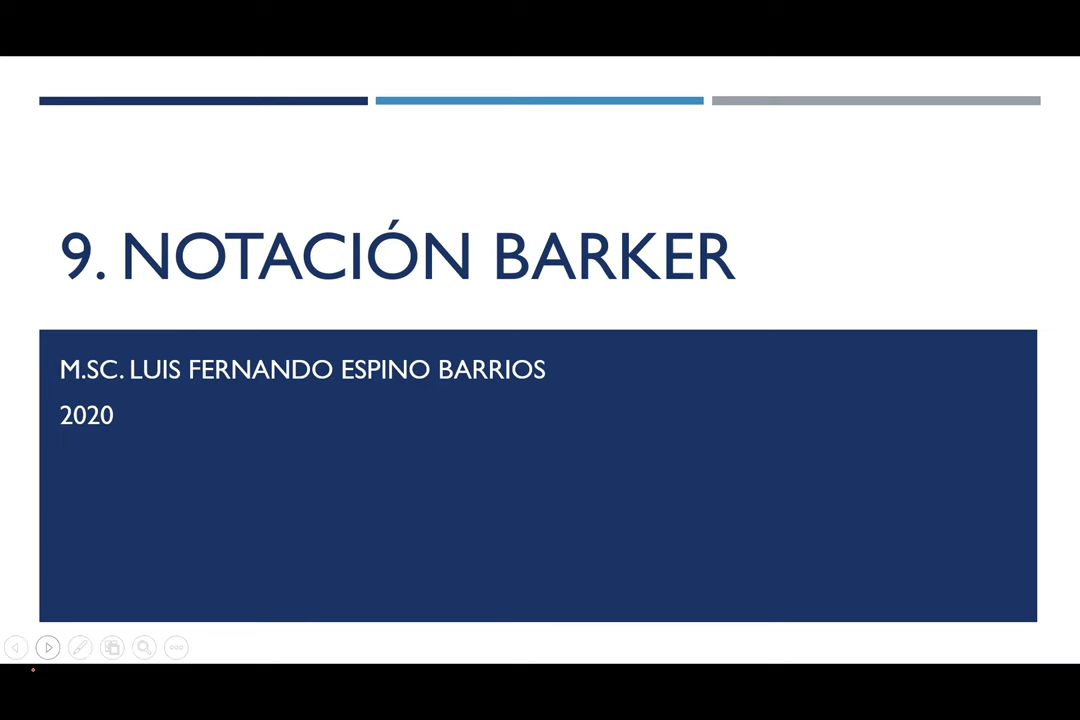 9. NOTACIÓN BARKER
M.SC. LUIS FERNANDO ESPINO BARRIOS
2020